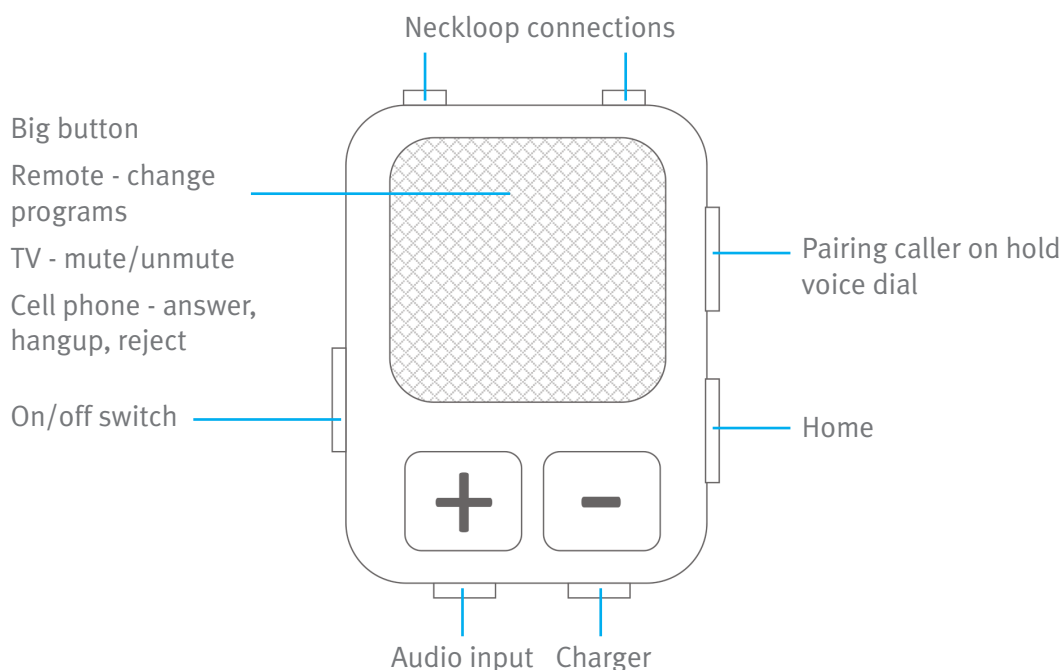 Neckloop connections
Big button
Remote - change
programs
TV - mute/unmute
Cell phone - answer,
hangup, reject
On/off switch
Pairing caller on hold
voice dial
Home
+ -
Audio input Charger